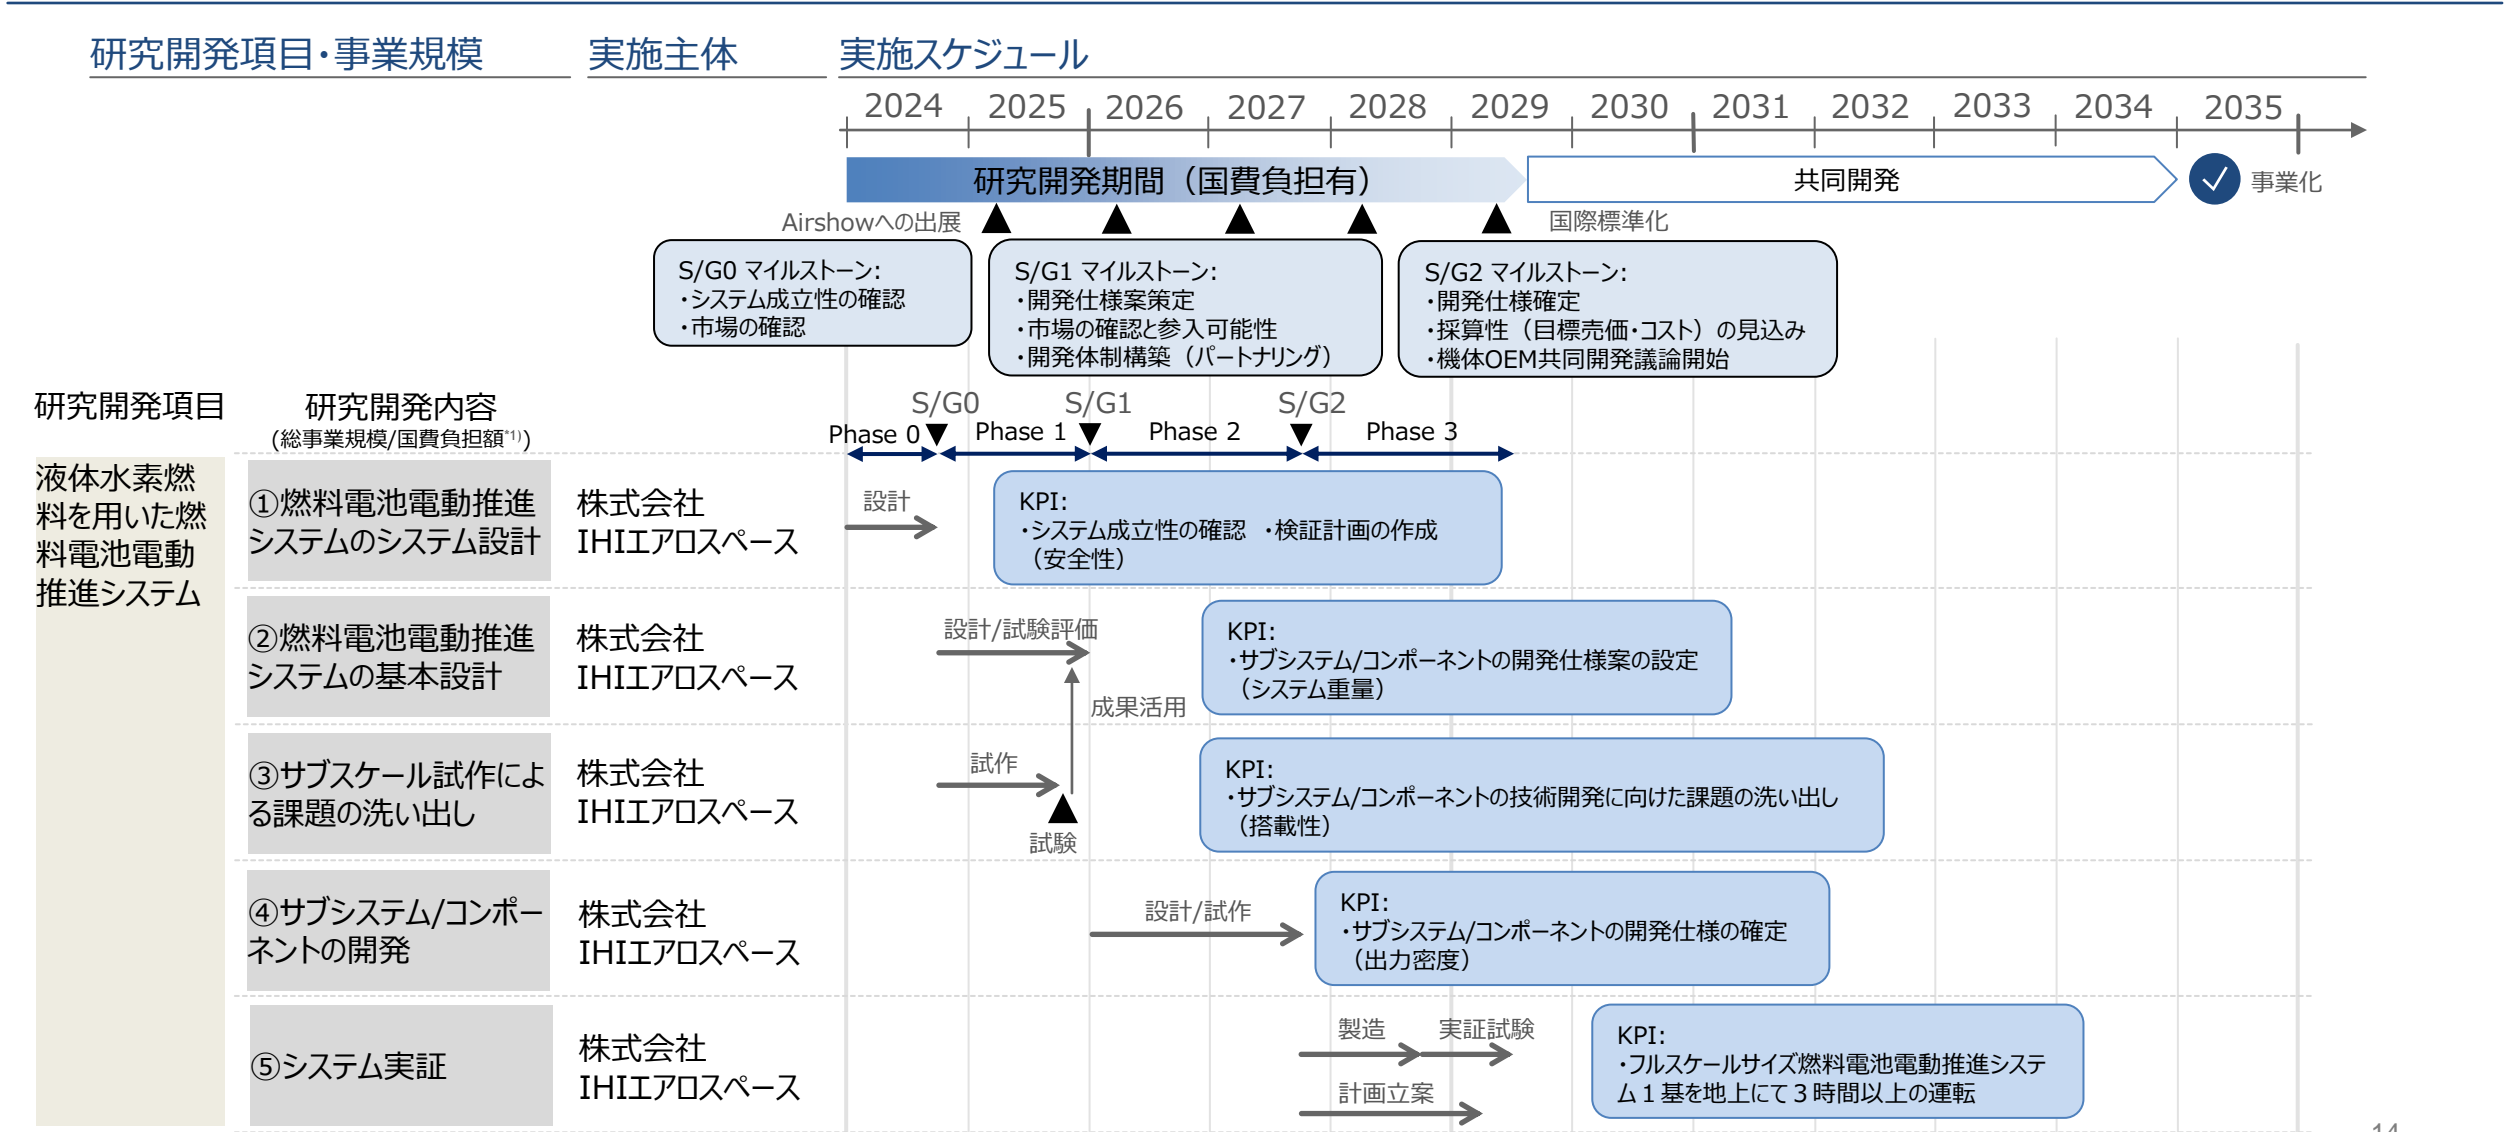 研究開発項目・事業規模
実施主体
実施スケジュール
2024 2025 2026 2027 2028 2029 2030 2031 2032 2033 2034 2035
研究開発期間（国費負担有）
共同開発
事業化
Airshowへの出展
国際標準化
S/G0 マイルストーン:
・システム成立性の確認
・市場の確認
S/G1 マイルストーン:
・開発仕様案策定
・市場の確認と参入可能性
・開発体制構築（パートナリング）
S/G2 マイルストーン:
・開発仕様確定
・採算性（目標売価・コスト）の見込み
・機体OEM共同開発議論開始
研究開発項目
研究開発内容
(総事業規模/国費負担額*1))
S/G0
S/G1
S/G2
Phase 0
Phase 1
Phase 2
Phase 3
液体水素燃
料を用いた燃
料電池電動
推進システム
①燃料電池電動推進
システムのシステム設計
株式会社
IHIエアロスペース
設計
KPI:
・システム成立性の確認　・検証計画の作成
（安全性）
②燃料電池電動推進
システムの基本設計
株式会社
IHIエアロスペース
設計/試験評価
成果活用
KPI:
・サブシステム/コンポーネントの開発仕様案の設定
（システム重量）
③サブスケール試作によ
る課題の洗い出し
株式会社
IHIエアロスペース
試作
試験
KPI:
・サブシステム/コンポーネントの技術開発に向けた課題の洗い出し
（搭載性）
④サブシステム/コンポー
ネントの開発
株式会社
IHIエアロスペース
設計/試作
KPI:
・サブシステム/コンポーネントの開発仕様の確定
（出力密度）
⑤システム実証
株式会社
IHIエアロスペース
製造
実証試験
計画立案
KPI:
・フルスケールサイズ燃料電池電動推進システ
ム１基を地上にて３時間以上の運転
14